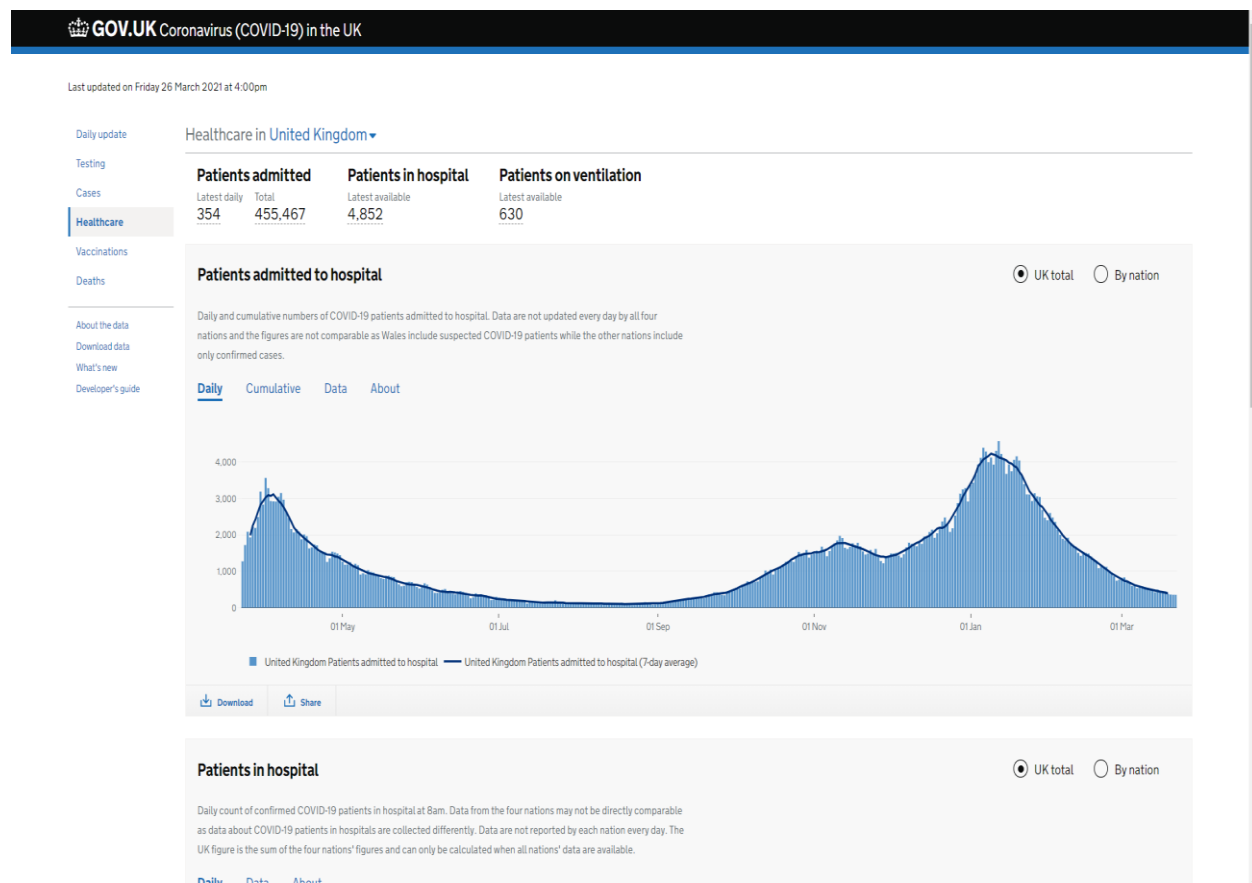 GOV.UK Coronavirus (COVID-19) in the UK
Last updated on Friday 26 March 2021 at 4:00pm
Daily update
Testing
Cases
Healthcare
Vaccinations
Deaths
About the data
Download data
What's new
Developer's guide
Healthcare in United Kingdom
Patients admitted
Latest daily Total
354 455,467
Patients in hospital
Latest available
4,852
Patients on ventilation
Latest available
630
Patients admitted to hospital
UK total By nation
Daily and cumulative numbers of COVID-19 patients admitted to hospital. Data are not updated every day by all four
nations and the figures are not comparable as Wales include suspected COVID-19 patients while the other nations include
only confirmed cases.
Daily Cumulative Data About
4,000
3,000
2,000
1,000
0
01 May 01 Jul 01 Sep 01 Nov 01 Jan 01 Mar
United Kingdom Patients admitted to hospital United Kingdom Patients admitted to hospital (7-day average)
Download Share
Patients in hospital
UK total By nation
Daily count of confirmed COVID-19 patients in hospital at 8am. Data from the four nations may not be directly comparable
as data about COVID-19 patients in hospitals are collected differently. Data are not reported by each nation every day. The
UK figure is the sum of the four nations' figures and can only be calculated when all nations' data are available.
Daily Data About